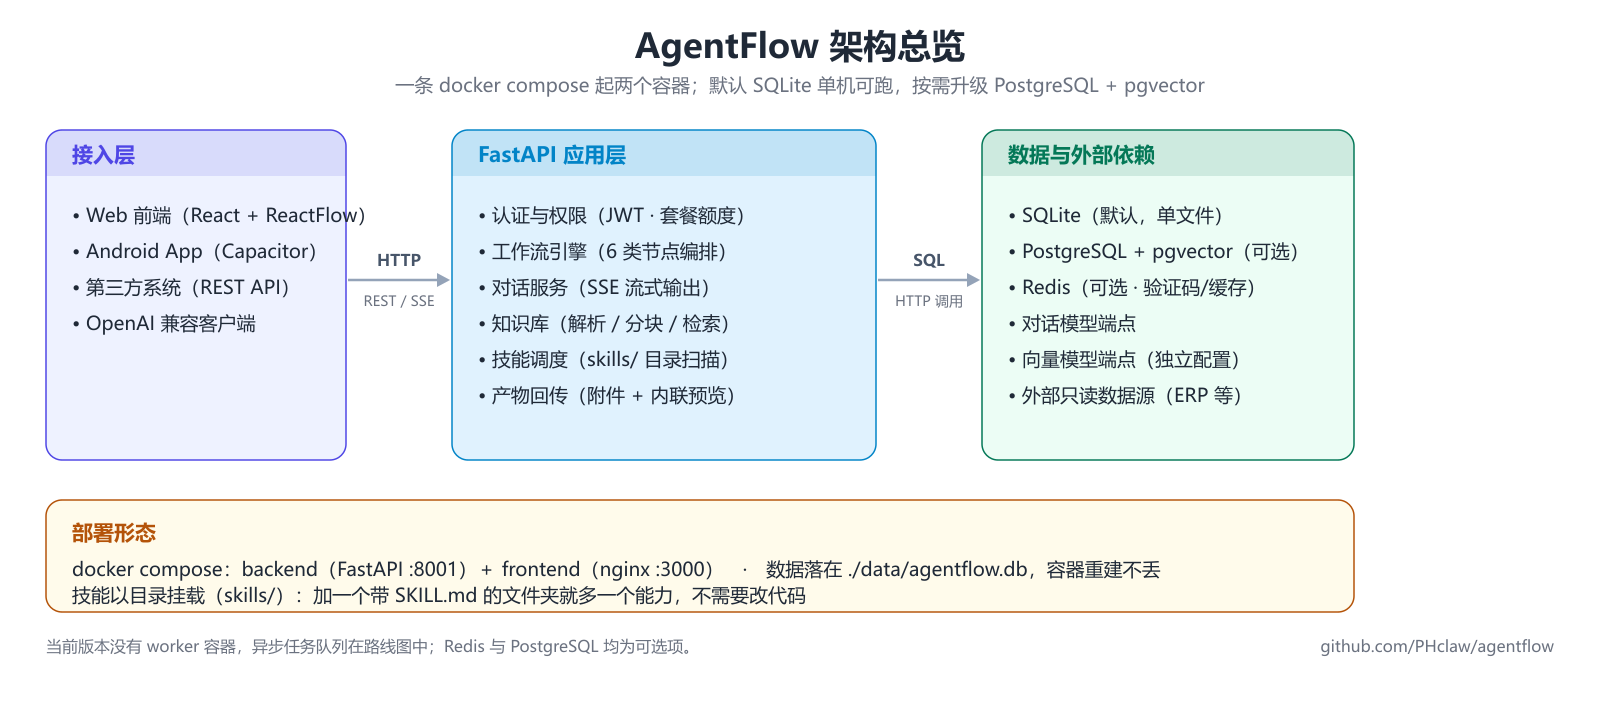 AgentFlow 架构总览
一条 docker compose 起两个容器；默认 SQLite 单机可跑，按需升级 PostgreSQL + pgvector
接入层
• Web 前端（React + ReactFlow）
• Android App（Capacitor）
• 第三方系统（REST API）
• OpenAI 兼容客户端
HTTP
REST / SSE
FastAPI 应用层
• 认证与权限（JWT · 套餐额度）
• 工作流引擎（6 类节点编排）
• 对话服务（SSE 流式输出）
• 知识库（解析 / 分块 / 检索）
• 技能调度（skills/ 目录扫描）
• 产物回传（附件 + 内联预览）
SQL
HTTP 调用
数据与外部依赖
• SQLite（默认，单文件）
• PostgreSQL + pgvector（可选）
• Redis（可选 · 验证码/缓存）
• 对话模型端点
• 向量模型端点（独立配置）
• 外部只读数据源（ERP 等）
部署形态
docker compose：backend（FastAPI :8001）+ frontend（nginx :3000） · 数据落在 ./data/agentflow.db，容器重建不丢
技能以目录挂载（skills/）：加一个带 SKILL.md 的文件夹就多一个能力，不需要改代码
当前版本没有 worker 容器，异步任务队列在路线图中；Redis 与 PostgreSQL 均为可选项。
github.com/PHclaw/agentflow